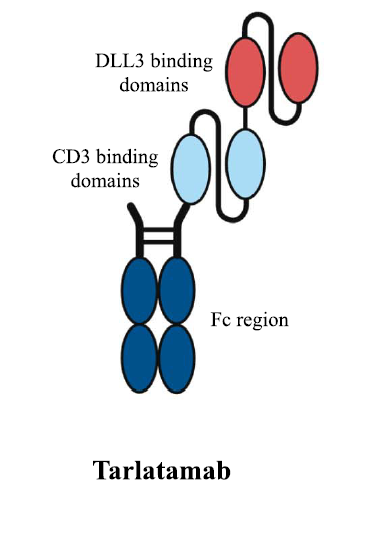 DLL3 binding
domains
CD3 binding
domains
Fc region
Tarlatamab